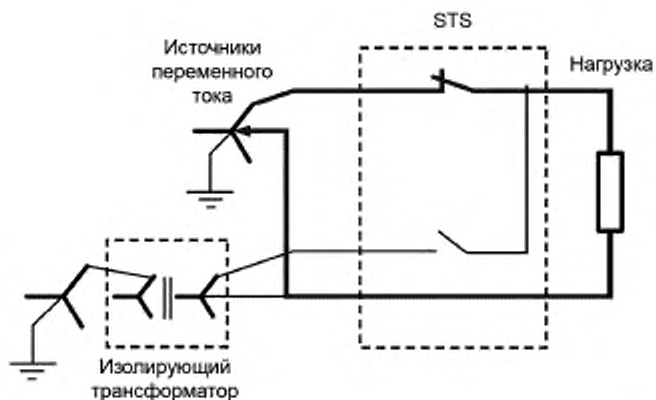 STS
Источники
переменного
тока
Нагрузка
Изолирующий
трансформатор